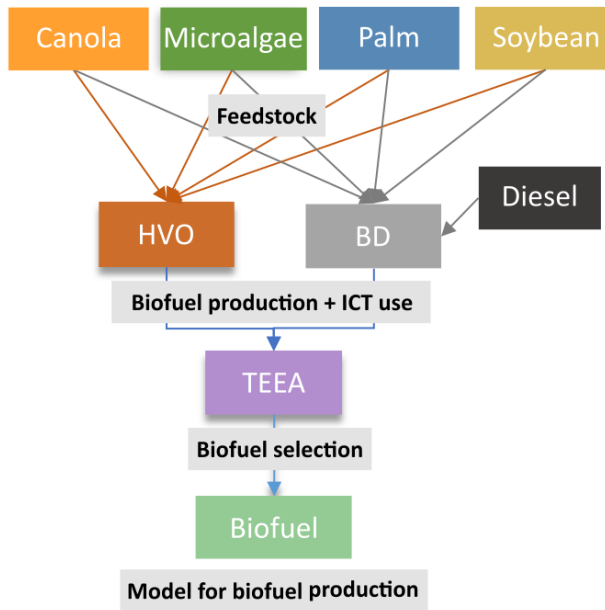 Canola
Microalgae
Palm
Soybean
Feedstock
HVO
BD
Diesel
Biofuel production + ICT use
TEEA
Biofuel selection
Biofuel
Model for biofuel production